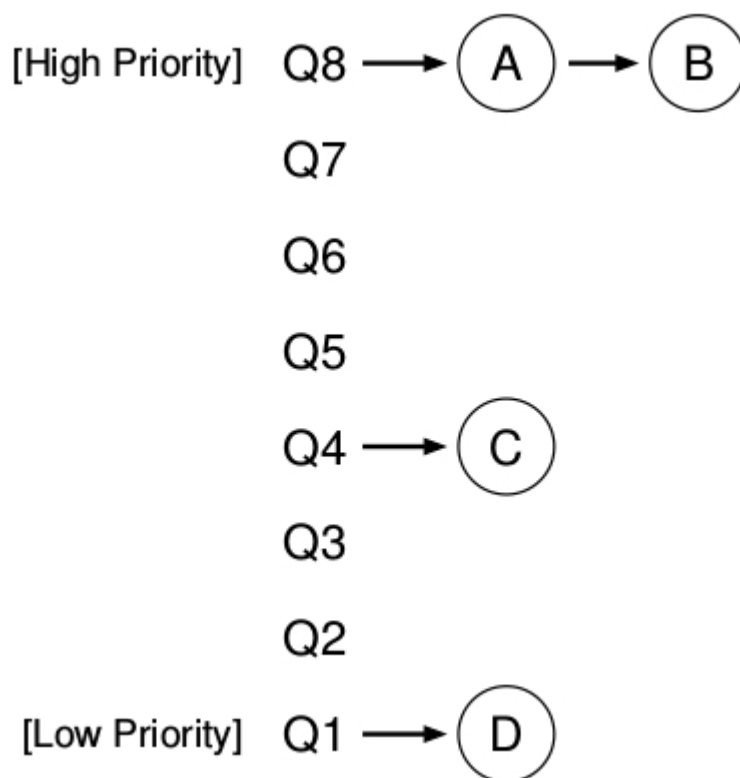 [High Priority] Q8 A B
Q7
Q6
Q5
Q4 C
Q3
Q2
[Low Priority] Q1 D